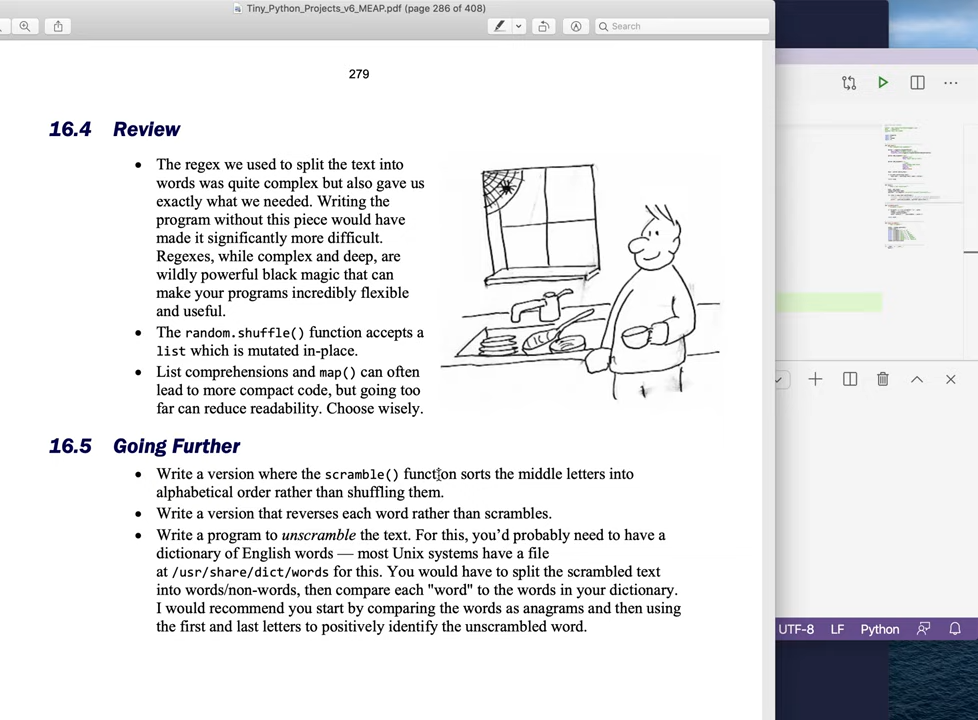 Tiny_Python_Projects_v6_MEAP.pdf (page 286 of 408)
Search
279
16.4 Review
• The regex we used to split the text into
words was quite complex but also gave us
exactly what we needed. Writing the
program without this piece would have
made it significantly more difficult.
Regexes, while complex and deep, are
wildly powerful black magic that can
make your programs incredibly flexible
and useful.
• The random.shuffle() function accepts a
list which is mutated in-place.
• List comprehensions and map() can often
lead to more compact code, but going too
far can reduce readability. Choose wisely.
16.5 Going Further
• Write a version where the scramble() function sorts the middle letters into
alphabetical order rather than shuffling them.
• Write a version that reverses each word rather than scrambles.
• Write a program to unscramble the text. For this, you’d probably need to have a
dictionary of English words — most Unix systems have a file
at /usr/share/dict/words for this. You would have to split the scrambled text
into words/non-words, then compare each "word" to the words in your dictionary.
I would recommend you start by comparing the words as anagrams and then using
the first and last letters to positively identify the unscrambled word.
UTF-8 LF Python